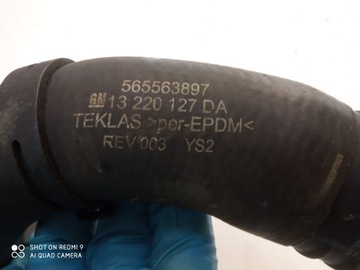 565563897
GM 13 220 127 DA
TEKLAS >per-EPDM<
REV 003 YS2
SHOT ON REDMI 9
AI QUAD CAMERA